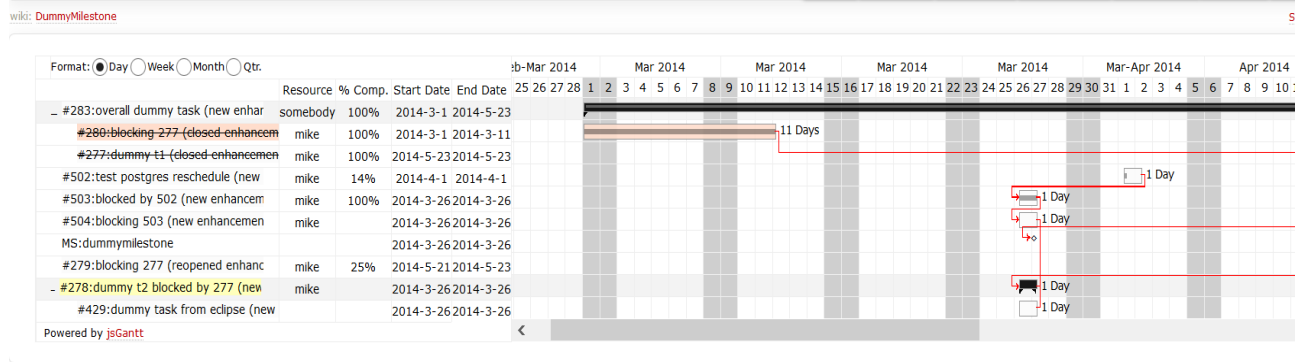 wiki: DummyMilestone S
Format: Day Week Month Qtr. b-Mar 2014 Mar 2014 Mar 2014 Mar 2014 Mar 2014 Mar-Apr 2014 Apr 2014
Resource % Comp. Start Date End Date 25 26 27 28 1 2 3 4 5 6 7 8 9 10 11 12 13 14 15 16 17 18 19 20 21 22 23 24 25 26 27 28 29 30 31 1 2 3 4 5 6 7 8 9 10
#283:overall dummy task (new enhar somebody 100% 2014-3-1 2014-5-23
#280:blocking 277 (closed enhancem mike 100% 2014-3-1 2014-3-11 11 Days
#277:dummy t1 (closed enhancemen mike 100% 2014-5-23 2014-5-23
#502:test postgres reschedule (new mike 14% 2014-4-1 2014-4-1 1 Day
#503:blocked by 502 (new enhancem mike 100% 2014-3-26 2014-3-26 1 Day
#504:blocking 503 (new enhancemen mike 2014-3-26 2014-3-26 1 Day
MS:dummymilestone 2014-3-26 2014-3-26
#279:blocking 277 (reopened enhanc mike 25% 2014-5-21 2014-5-23
#278:dummy t2 blocked by 277 (new mike 2014-3-26 2014-3-26 1 Day
#429:dummy task from eclipse (new 2014-3-26 2014-3-26 1 Day
Powered by jsGantt